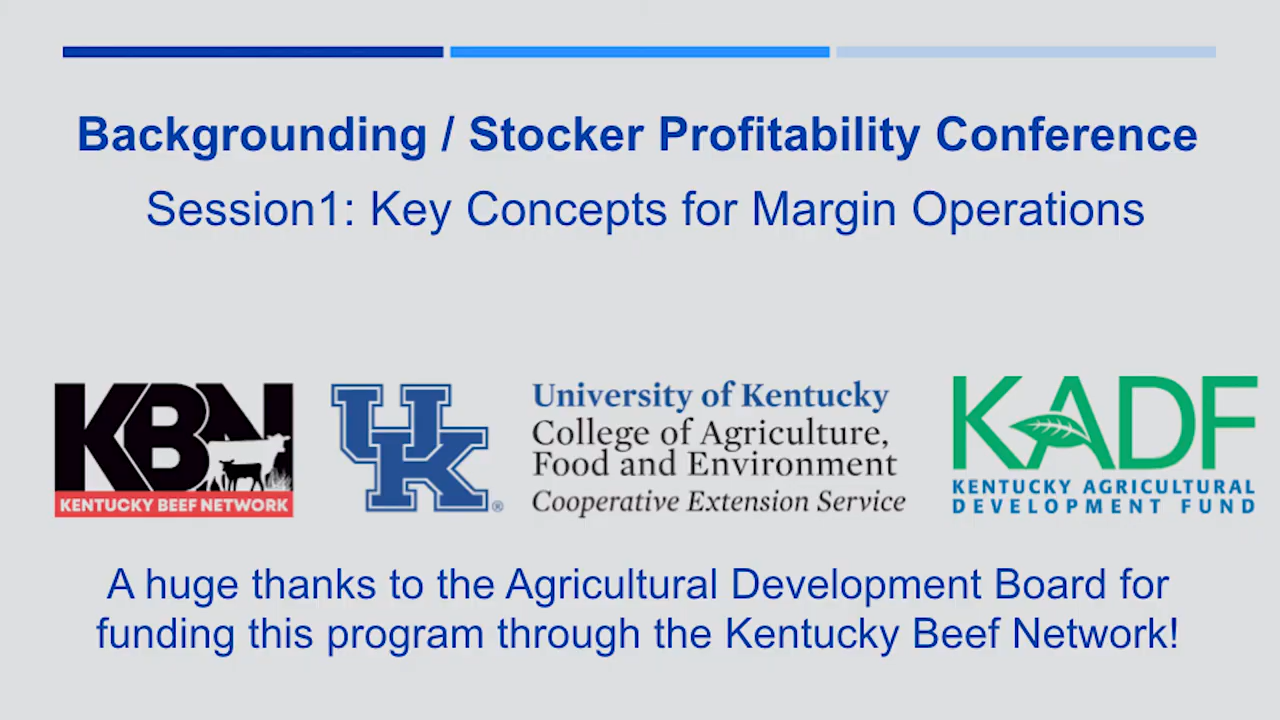 Backgrounding / Stocker Profitability Conference
Session1: Key Concepts for Margin Operations
KBN
KENTUCKY BEEF NETWORK
UK
®
University of Kentucky
College of Agriculture,
Food and Environment
Cooperative Extension Service
KADF
KENTUCKY AGRICULTURAL
DEVELOPMENT FUND
A huge thanks to the Agricultural Development Board for
funding this program through the Kentucky Beef Network!